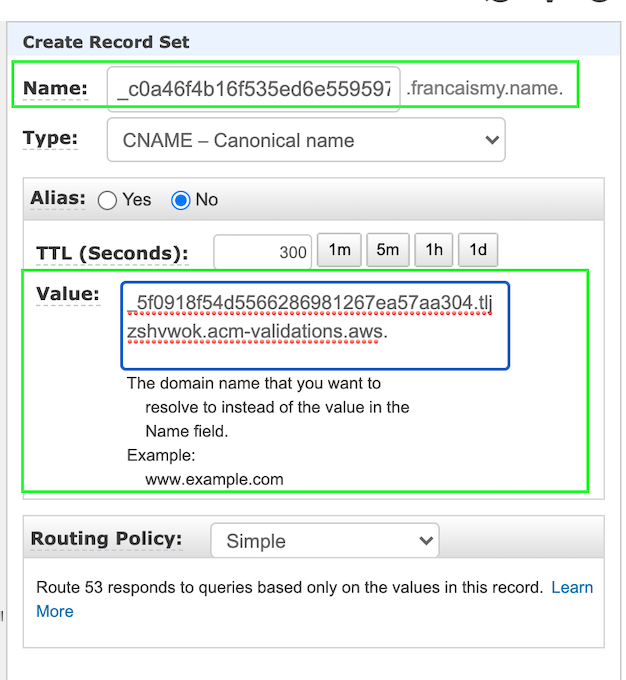 Create Record Set
Name: _c0a46f4b16f535ed6e559597 .francaismy.name.
Type: CNAME – Canonical name
Alias: Yes No
TTL (Seconds): 300 1m 5m 1h 1d
Value: _5f0918f54d5566286981267ea57aa304.tlj
zshvwok.acm-validations.aws.
The domain name that you want to
resolve to instead of the value in the
Name field.
Example:
www.example.com
Routing Policy: Simple
Route 53 responds to queries based only on the values in this record. Learn
More